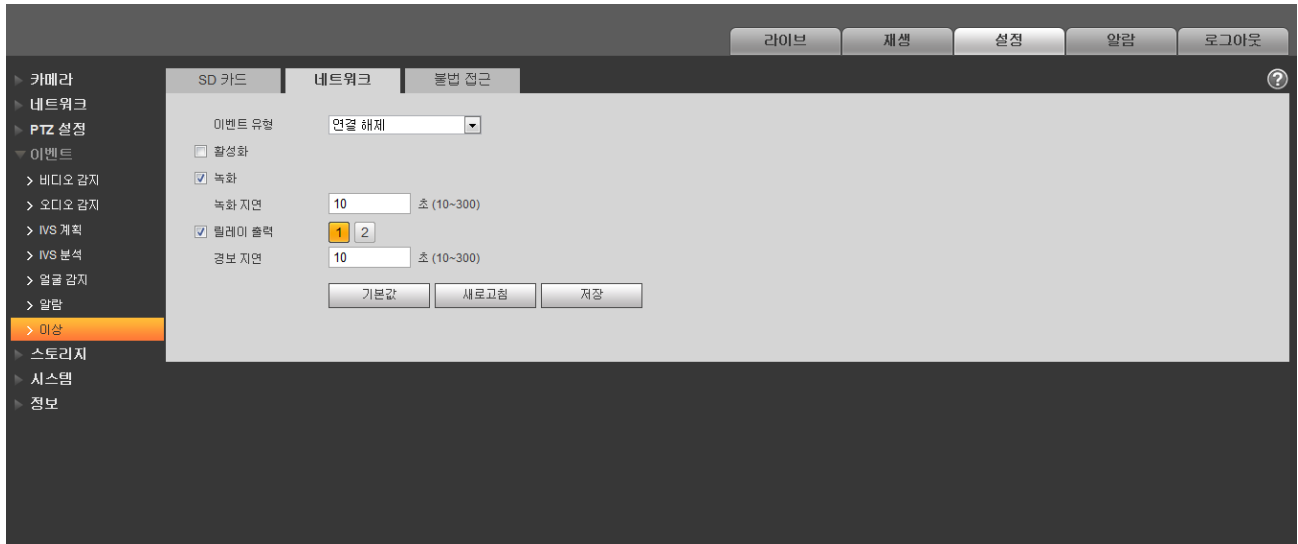 라이브 재생 설정 알람 로그아웃
카메라
네트워크
PTZ 설정
이벤트
비디오 감지
오디오 감지
IVS 계획
IVS 분석
얼굴 감지
알람
이상
스토리지
시스템
정보
SD 카드 네트워크 불법 접근
?
이벤트 유형 연결 해제
활성화
녹화
녹화 지연 10 초 (10~300)
릴레이 출력 1 2
경보 지연 10 초 (10~300)
기본값 새로고침 저장